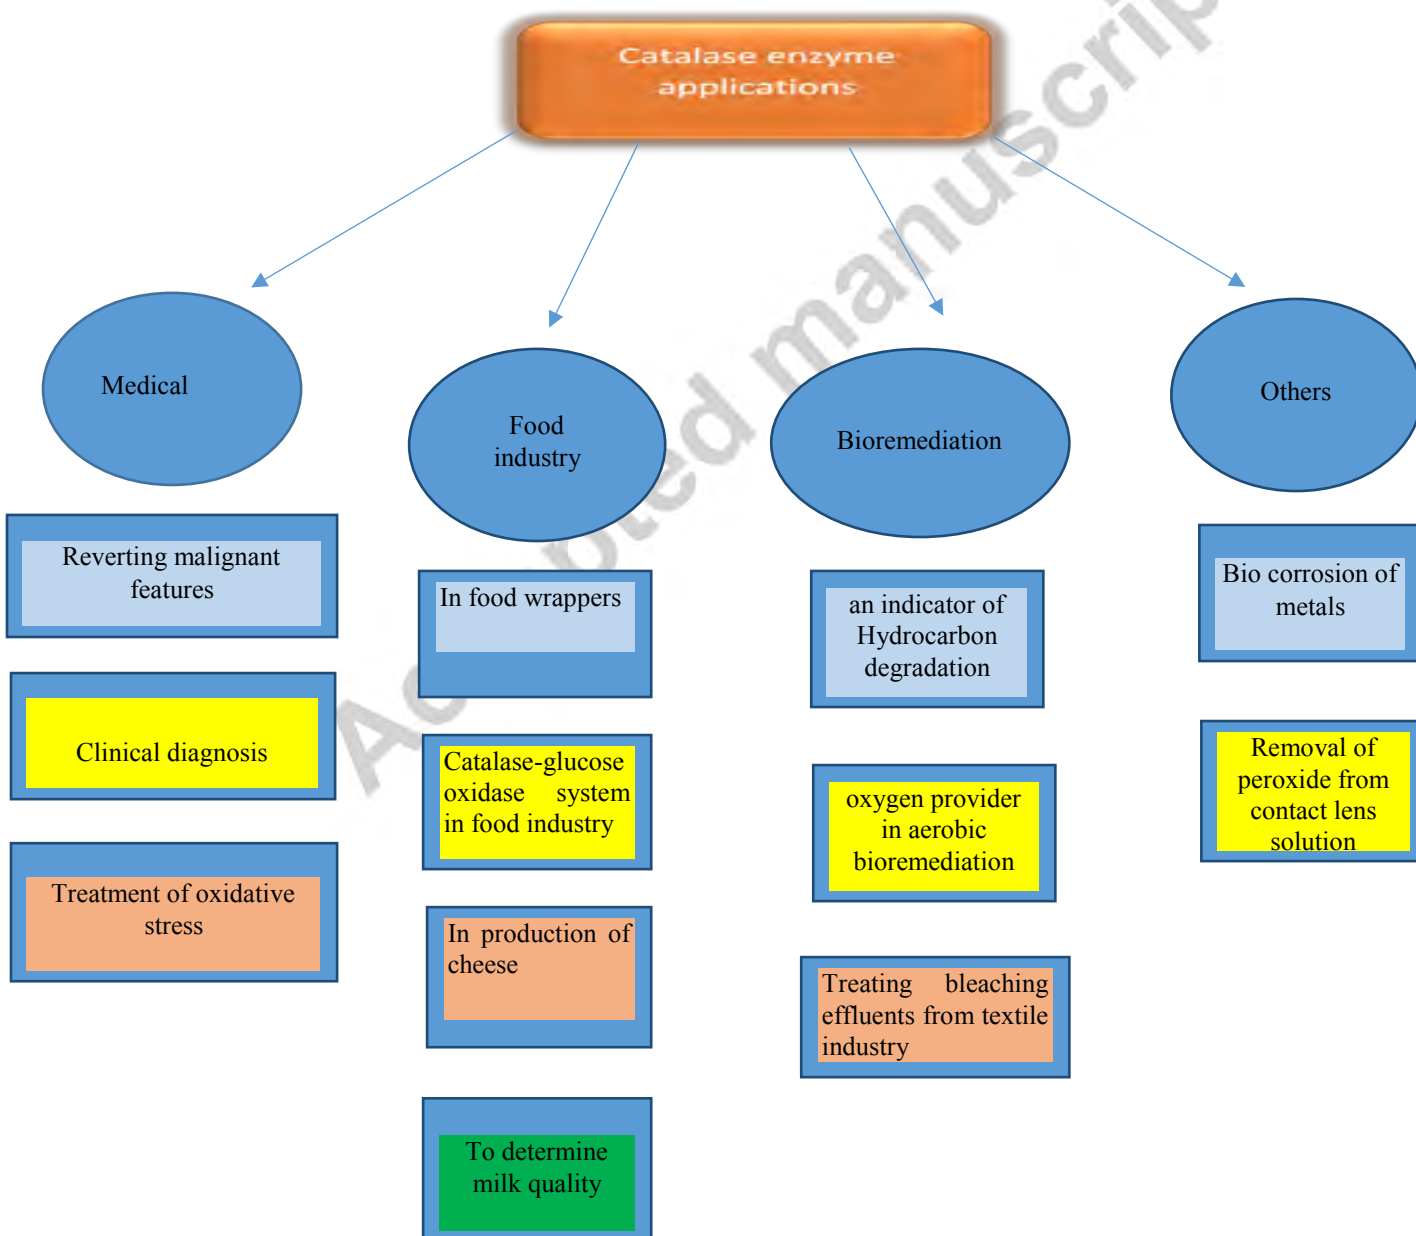 Catalase enzyme
applications
Medical
Food
industry
Bioremediation
Others
Reverting malignant
features
Clinical diagnosis
Treatment of oxidative
stress
In food wrappers
Catalase-glucose
oxidase system
in food industry
In production of
cheese
To determine
milk quality
an indicator of
Hydrocarbon
degradation
oxygen provider
in aerobic
bioremediation
Treating bleaching
effluents from textile
industry
Bio corrosion of
metals
Removal of
peroxide from
contact lens
solution